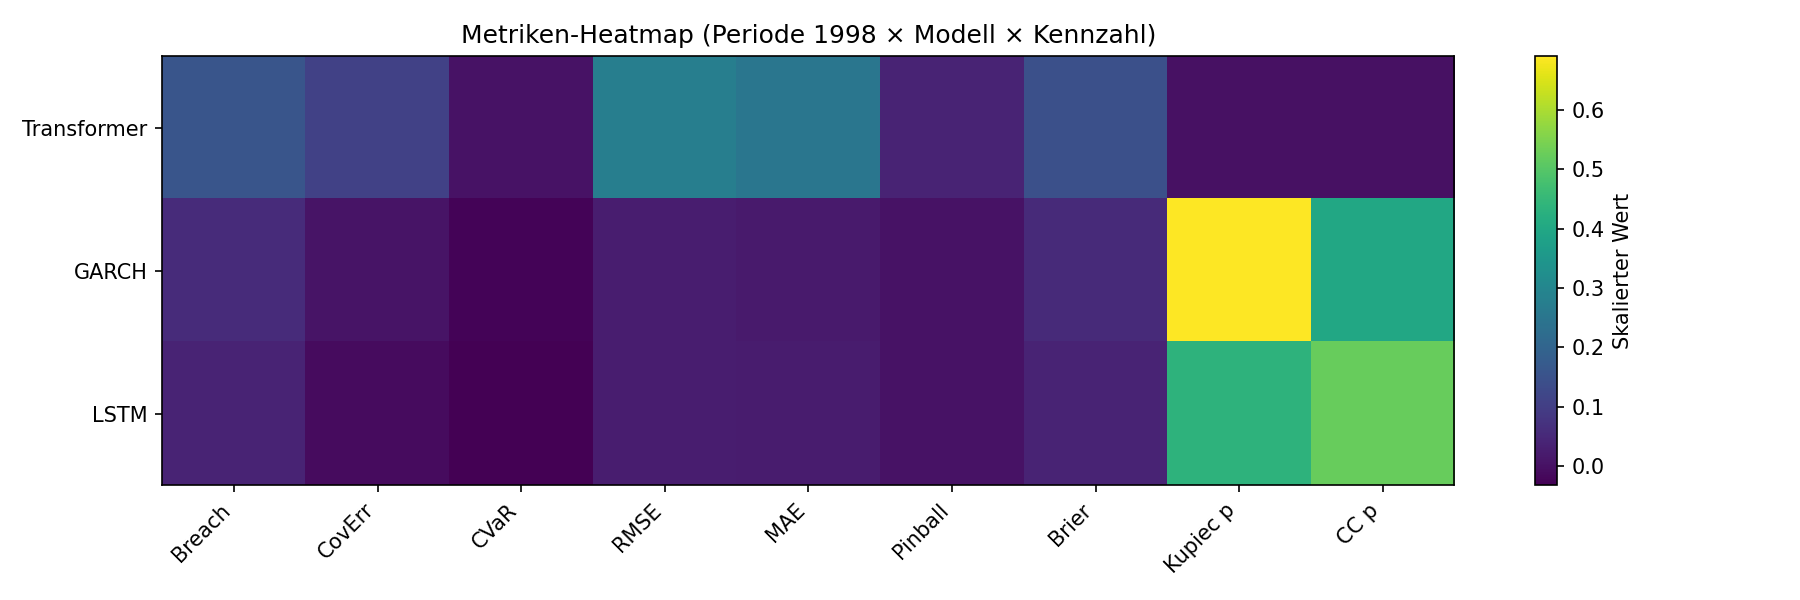 Metriken-Heatmap (Periode 1998 × Modell × Kennzahl)
Transformer
GARCH
LSTM
Breach
CovErr
CVaR
RMSE
MAE
Pinball
Brier
Kupiec p
CC p
0.6
0.5
0.4
0.3
0.2
0.1
0.0
Skalierter Wert